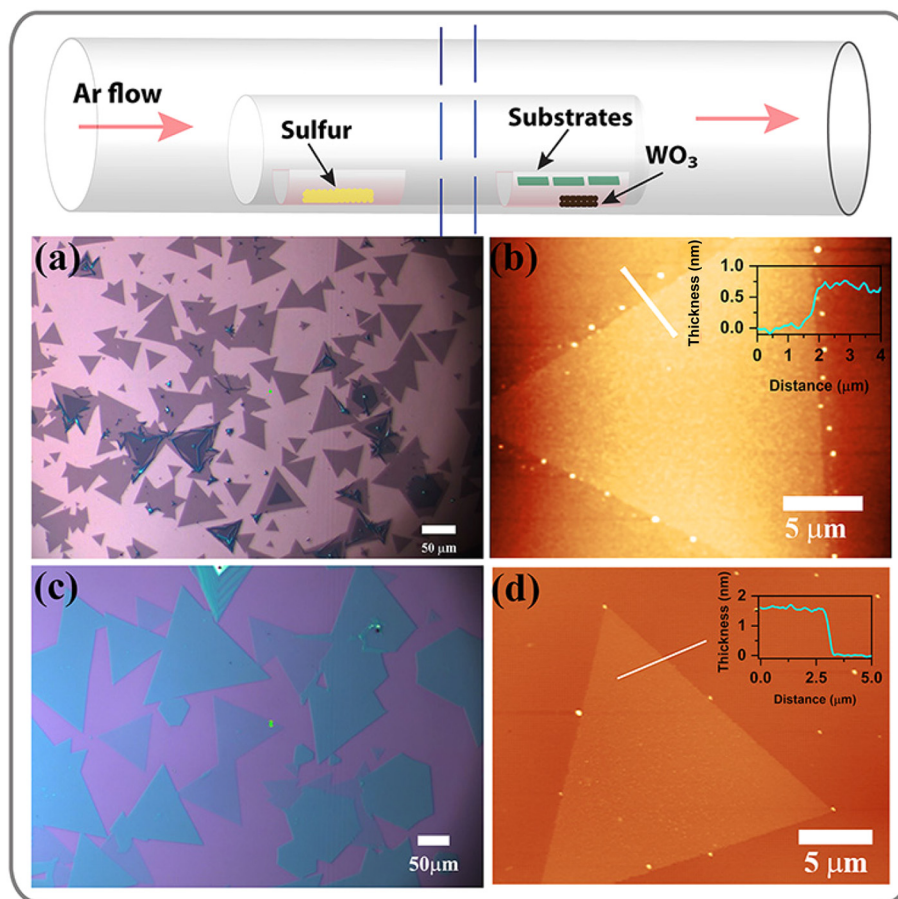 Ar flow
Sulfur
Substrates
WO₃
(a)
50 μm
(b)
Thickness (nm)
1.0
0.5
0.0
0 1 2 3 4
Distance (μm)
5 μm
(c)
50μm
(d)
Thickness (nm)
2
1
0
0.0 2.5 5.0
Distance (μm)
5 μm